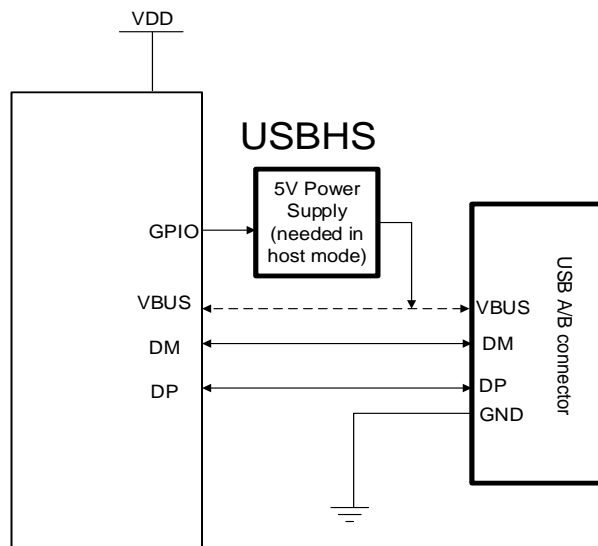 VDD
USBHS
5V Power
Supply
(needed in
host mode)
GPIO
VBUS
VBUS
DM
DM
DP
DP
GND
USB A/B connector